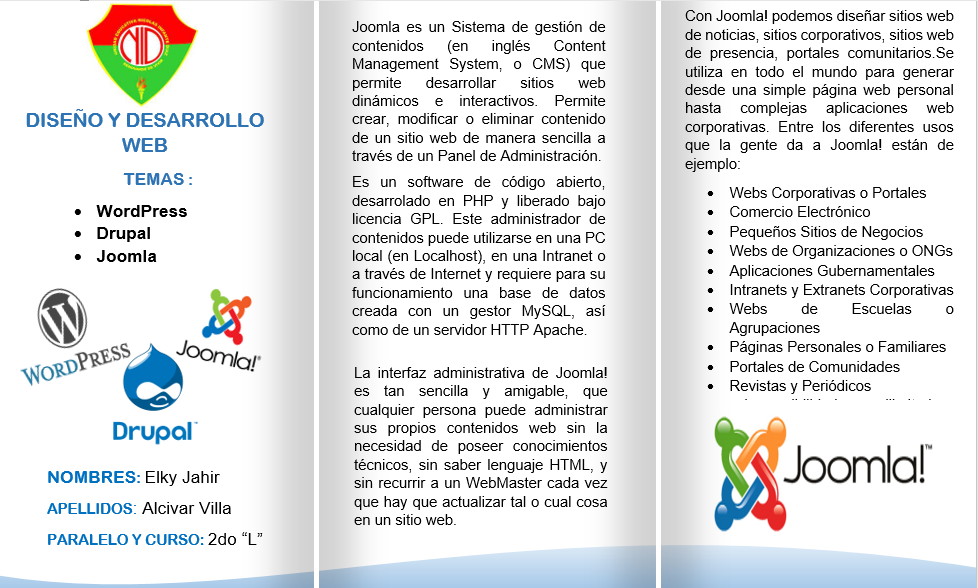 NID
DISEÑO Y DESARROLLO
WEB
TEMAS :
• WordPress
• Drupal
• Joomla
WORDPRESS
Joomla!®
Drupal™
NOMBRES: Elky Jahir
APELLIDOS: Alcivar Villa
PARALELO Y CURSO: 2do “L”
Joomla es un Sistema de gestión de
contenidos (en inglés Content
Management System, o CMS) que
permite desarrollar sitios web
dinámicos e interactivos. Permite
crear, modificar o eliminar contenido
de un sitio web de manera sencilla a
través de un Panel de Administración.
Es un software de código abierto,
desarrolado en PHP y liberado bajo
licencia GPL. Este administrador de
contenidos puede utilizarse en una PC
local (en Localhost), en una Intranet o
a través de Internet y requiere para su
funcionamiento una base de datos
creada con un gestor MySQL, así
como de un servidor HTTP Apache.
La interfaz administrativa de Joomla!
es tan sencilla y amigable, que
cualquier persona puede administrar
sus propios contenidos web sin la
necesidad de poseer conocimientos
técnicos, sin saber lenguaje HTML, y
sin recurrir a un WebMaster cada vez
que hay que actualizar tal o cual cosa
en un sitio web.
Con Joomla! podemos diseñar sitios web
de noticias, sitios corporativos, sitios web
de presencia, portales comunitarios.Se
utiliza en todo el mundo para generar
desde una simple página web personal
hasta complejas aplicaciones web
corporativas. Entre los diferentes usos
que la gente da a Joomla! están de
ejemplo:
• Webs Corporativas o Portales
• Comercio Electrónico
• Pequeños Sitios de Negocios
• Webs de Organizaciones o ONGs
• Aplicaciones Gubernamentales
• Intranets y Extranets Corporativas
• Webs de Escuelas o
Agrupaciones
• Páginas Personales o Familiares
• Portales de Comunidades
• Revistas y Periódicos
Joomla!™